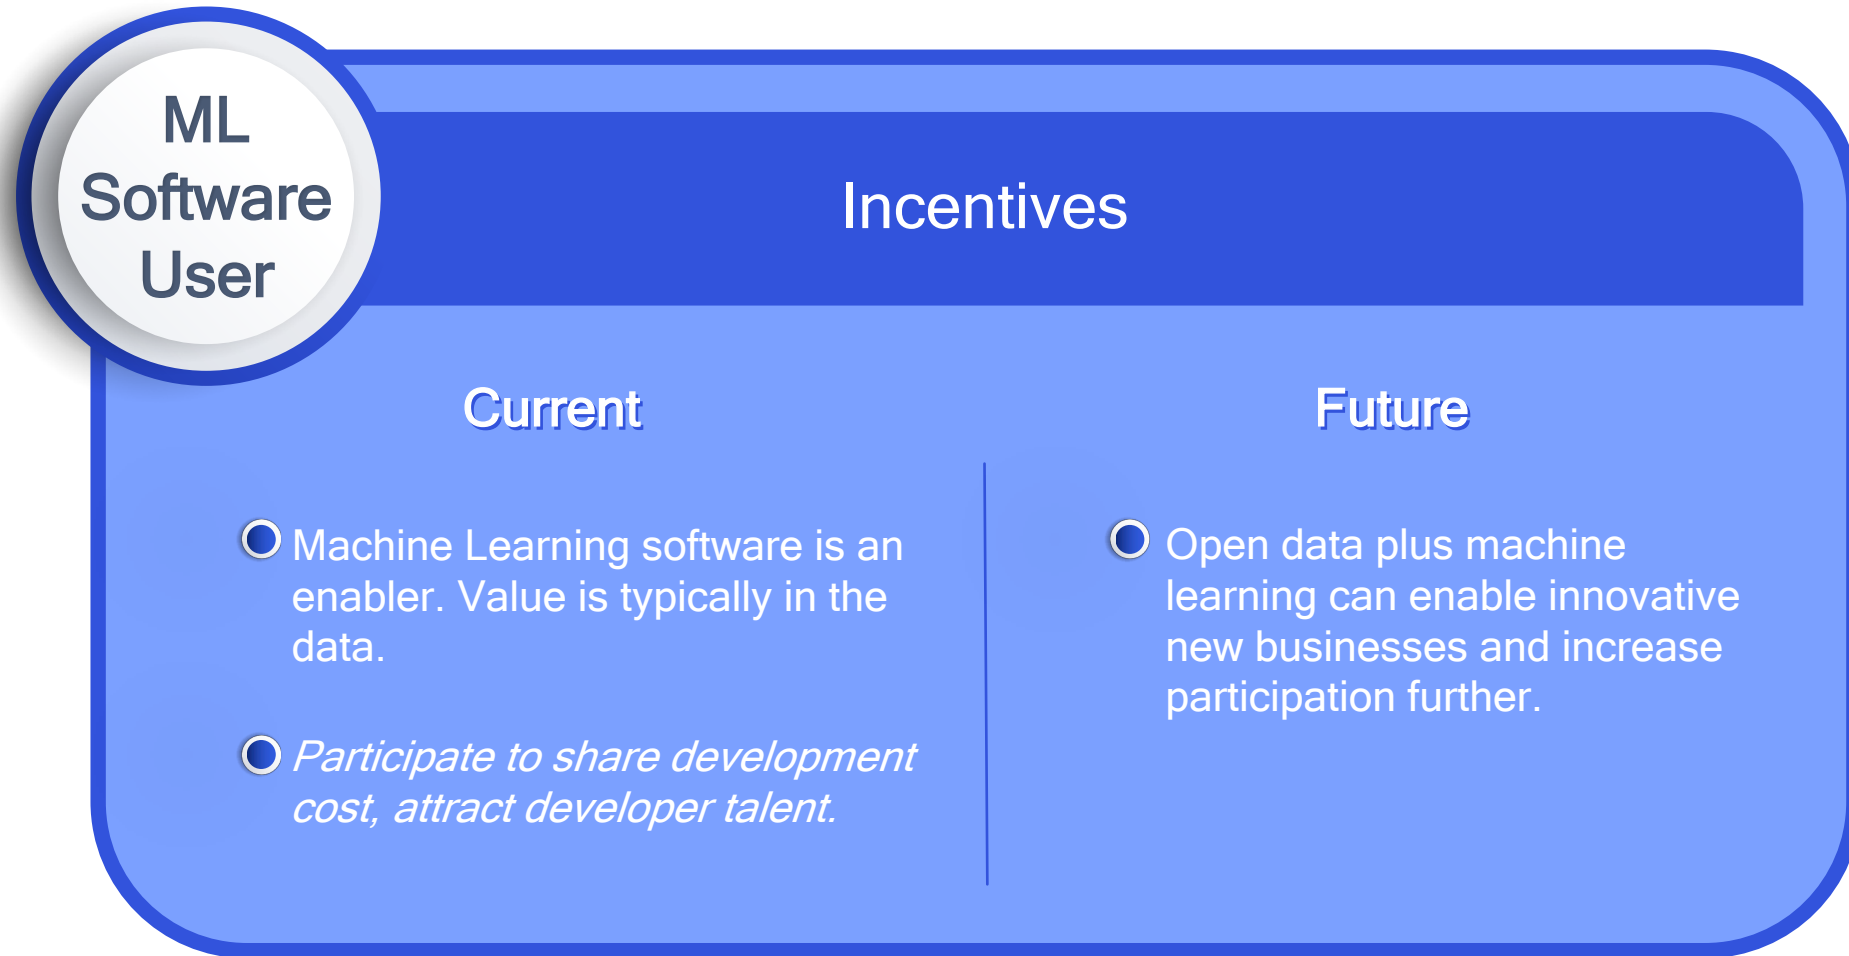 ML
Software
User
Incentives
Current
Machine Learning software is an
enabler. Value is typically in the
data.
Participate to share development
cost, attract developer talent.
Future
Open data plus machine
learning can enable innovative
new businesses and increase
participation further.